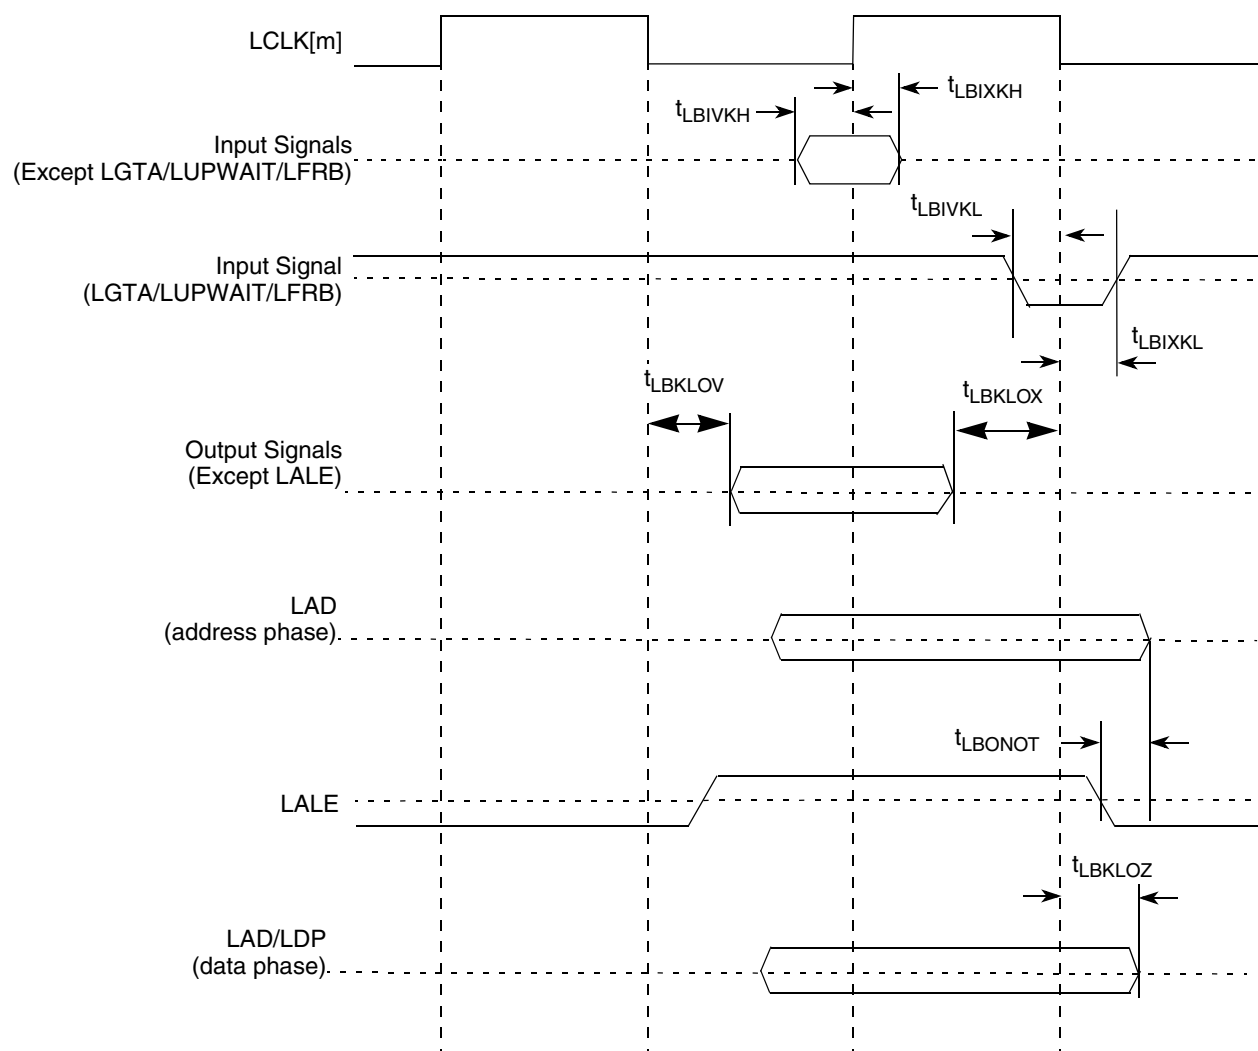 LCLK[m]
tLBIXKH
tLBIVKH
Input Signals
(Except LGTA/LUPWAIT/LFRB)
tLBIVKL
Input Signal
(LGTA/LUPWAIT/LFRB)
tLBIXKL
tLBKLOV
tLBKLOX
Output Signals
(Except LALE)
LAD
(address phase)
tLBONOT
LALE
tLBKLOZ
LAD/LDP
(data phase)